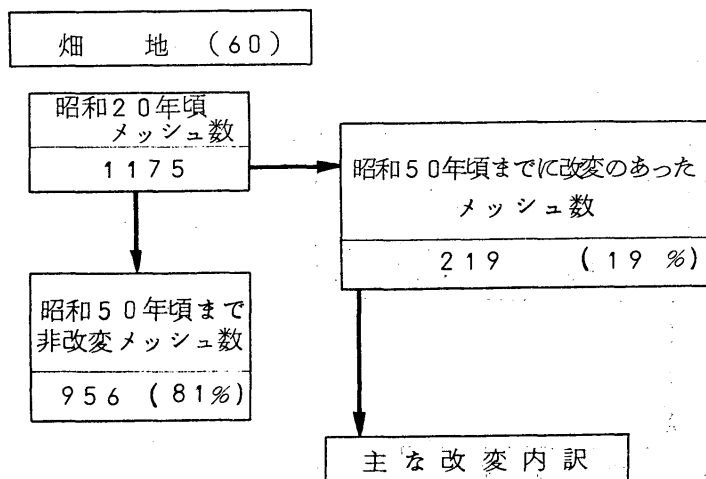 畑 地 (60)
昭和20年頃
メッシュ数
1175
昭和50年頃までに改変のあった
メッシュ数
219 (19 %)
昭和50年頃まで
非改変メッシュ数
956 (81%)
主な改変内訳